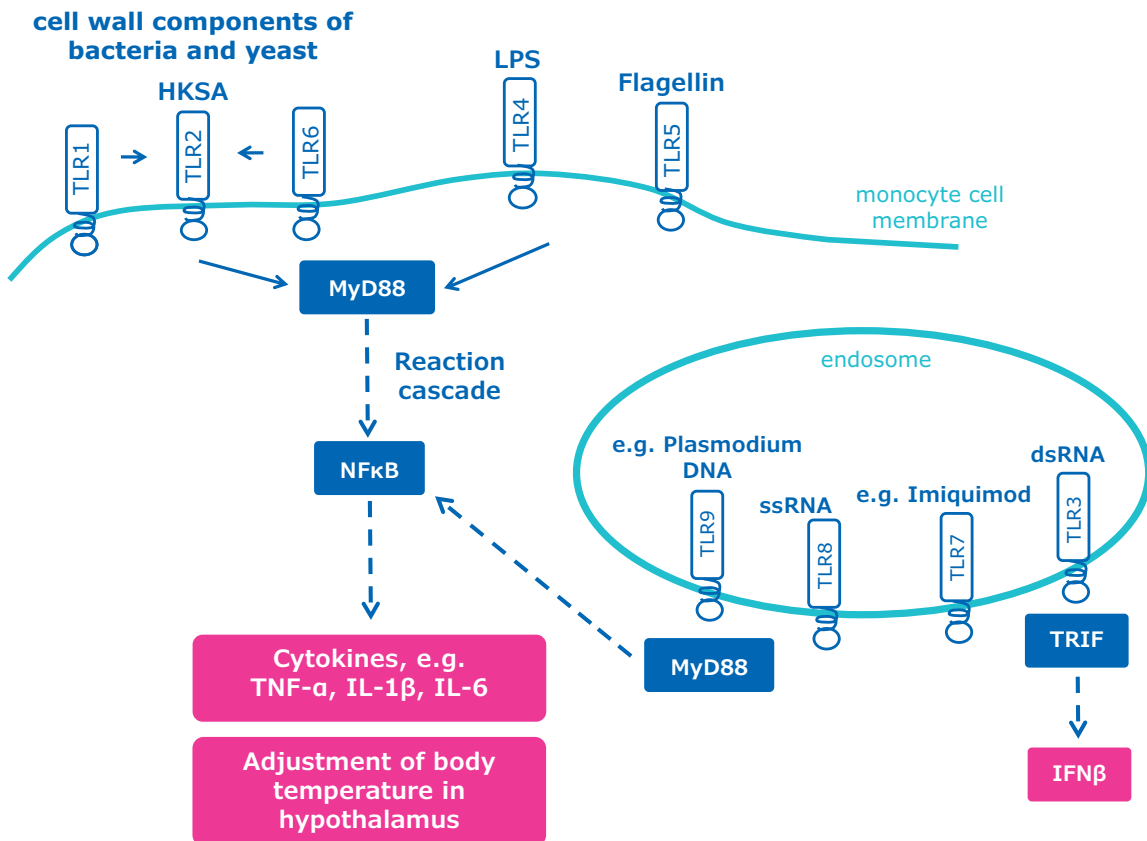 cell wall components of
bacteria and yeast
HKSA
LPS
Flagellin
TLR1
TLR2
TLR6
TLR4
TLR5
monocyte cell
membrane
MyD88
Reaction
cascade
NFκB
endosome
e.g. Plasmodium
DNA
ssRNA
e.g. Imiquimod
dsRNA
TLR9
TLR8
TLR7
TLR3
MyD88
TRIF
IFNβ
Cytokines, e.g.
TNF-α, IL-1β, IL-6
Adjustment of body
temperature in
hypothalamus